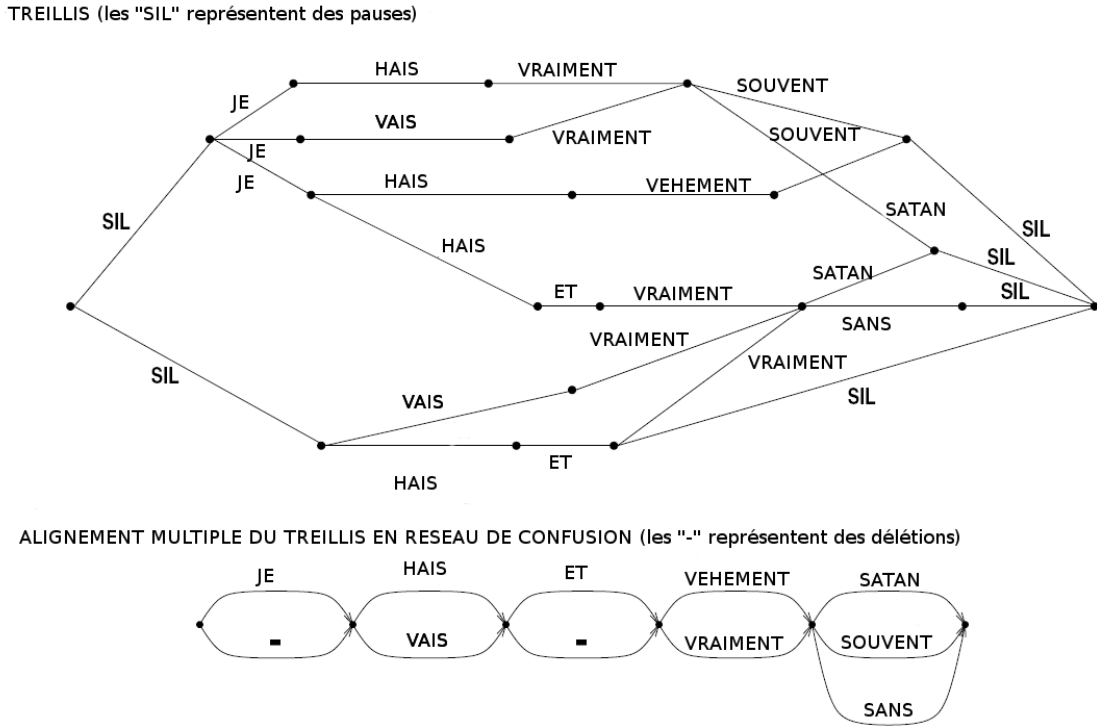 TREILLIS (les "SIL" représentent des pauses)
HAIS
VRAIMENT
SOUVENT
JE
VAIS
VRAIMENT
SOUVENT
JE
JE
HAIS
VEHEMENT
SIL
HAIS
SATAN
SIL
SIL
SATAN
ET
VRAIMENT
SIL
SANS
VRAIMENT
VRAIMENT
SIL
VAIS
SIL
ET
HAIS
ALIGNEMENT MULTIPLE DU TREILLIS EN RESEAU DE CONFUSION (les "-" représentent des délétions)
JE
HAIS
ET
VEHEMENT
SATAN
-
VAIS
-
VRAIMENT
SOUVENT
SANS